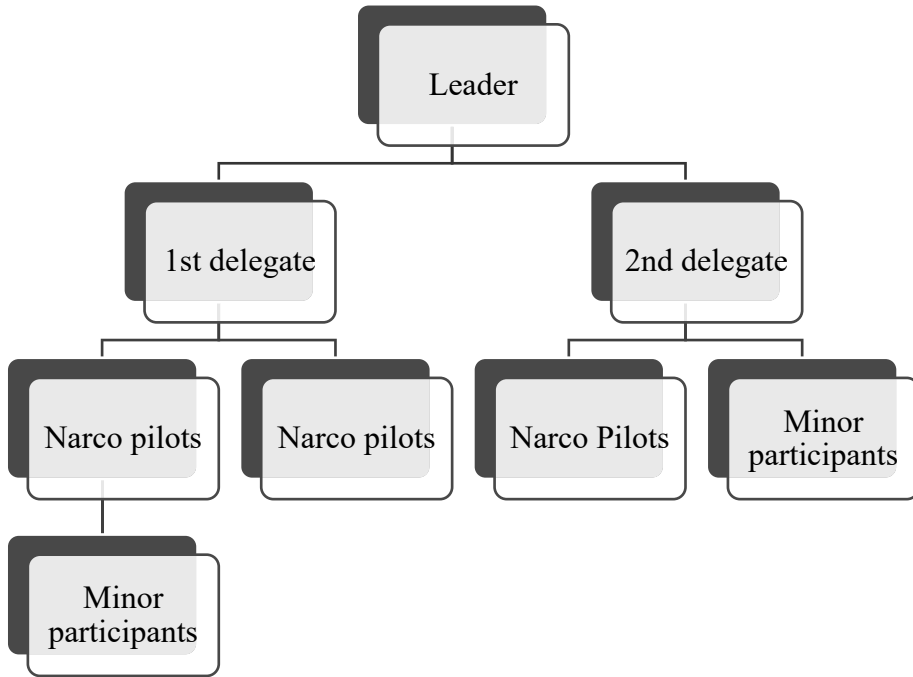 Leader
1st delegate
2nd delegate
Narco pilots
Narco pilots
Narco Pilots
Minor
participants
Minor
participants